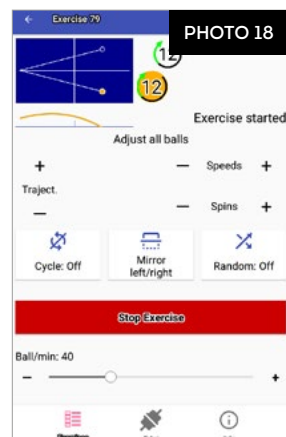 Exercise 79
PHOTO 18
12
12
Exercise started
Adjust all balls
+
— Speeds +
Traject.
—
— Spins +
Cycle: Off
Mirror
left/right
Random: Off
Stop Exercise
Ball/min: 40
— +